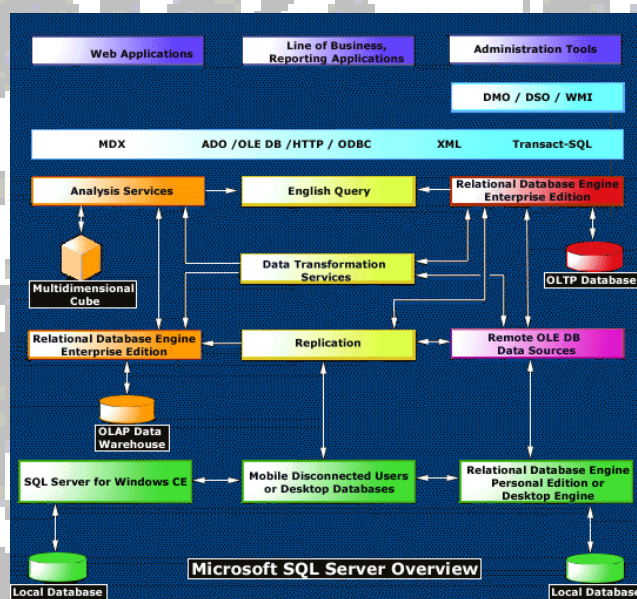 Web Applications
Line of Business,
Reporting Applications
Administration Tools
DMO / DSO / WMI
MDX ADO /OLE DB /HTTP / ODBC XML Transact-SQL
Analysis Services
English Query
Relational Database Engine
Enterprise Edition
Multidimensional
Cube
Data Transformation
Services
OLTP Database
Relational Database Engine
Enterprise Edition
Replication
Remote OLE DB
Data Sources
OLAP Data
Warehouse
SQL Server for Windows CE
Mobile Disconnected Users
or Desktop Databases
Relational Database Engine
Personal Edition or
Desktop Engine
Microsoft SQL Server Overview
Local Database
Local Database